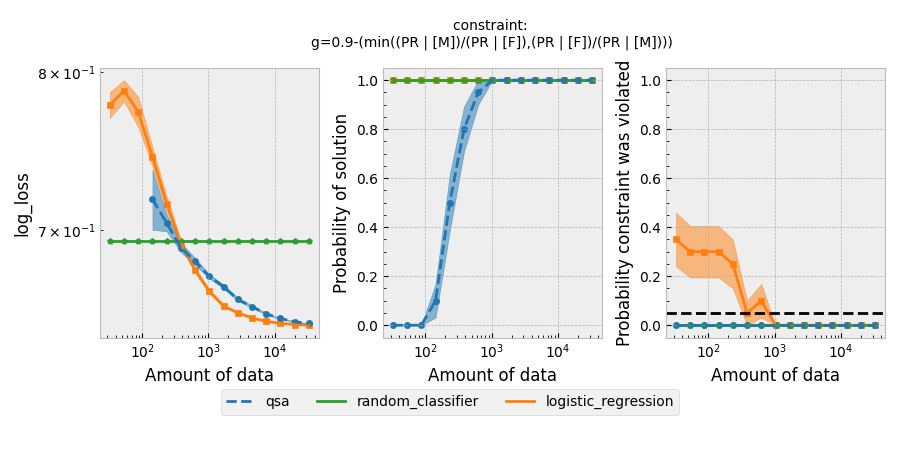 constraint:
g=0.9-(min((PR | [M])/(PR | [F]),(PR | [F])/(PR | [M])))
log_loss
8 × 10⁻¹
7 × 10⁻¹
10² 10³ 10⁴
Amount of data
Probability of solution
1.0
0.8
0.6
0.4
0.2
0.0
10² 10³ 10⁴
Amount of data
Probability constraint was violated
1.0
0.8
0.6
0.4
0.2
0.0
10² 10³ 10⁴
Amount of data
qsa random_classifier logistic_regression